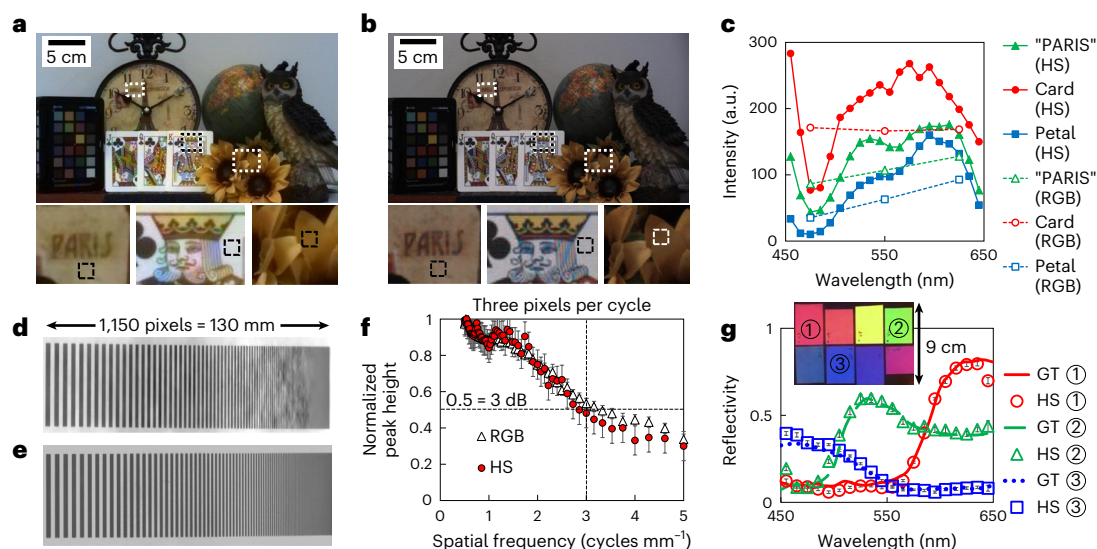 a
5 cm
PARIS
b
5 cm
PARIS
c
300
200
100
0
450
550
650
Intensity (a.u.)
Wavelength (nm)
"PARIS"
(HS)
Card
(HS)
Petal
(HS)
"PARIS"
(RGB)
Card
(RGB)
Petal
(RGB)
d
1,150 pixels = 130 mm
e
f
Three pixels per cycle
1
0.8
0.6
0.4
0.2
0
0
1
2
3
4
5
0.5 = 3 dB
RGB
HS
Normalized
peak height
Spatial frequency (cycles mm⁻¹)
g
① ②
③
9 cm
1
0.5
0
450
550
650
Reflectivity
Wavelength (nm)
GT ①
HS ①
GT ②
HS ②
GT ③
HS ③